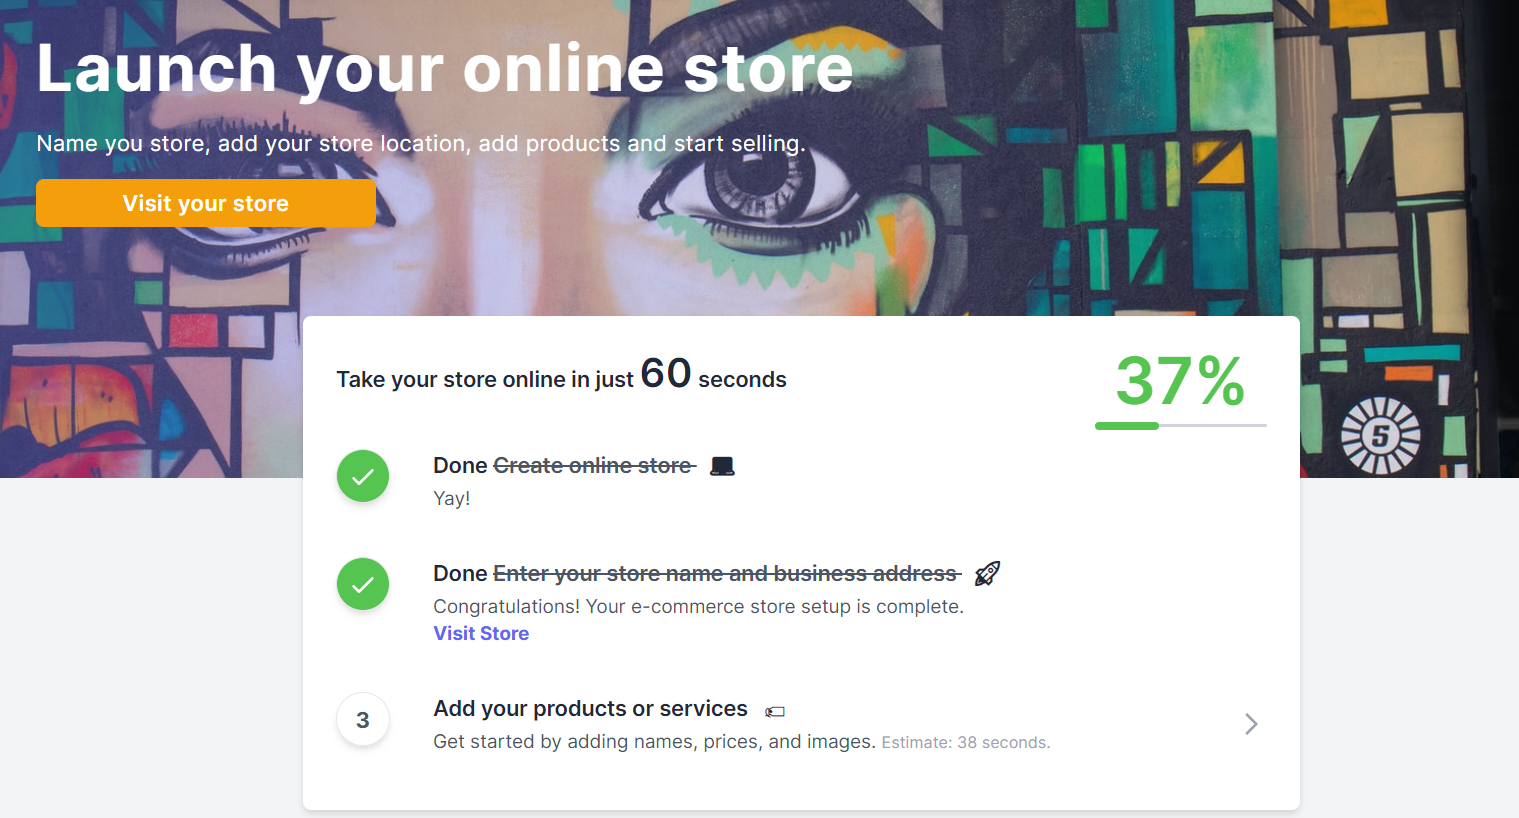 Launch your online store
Name you store, add your store location, add products and start selling.
Visit your store
Take your store online in just 60 seconds
37%
Done Create online store
Yay!
Done Enter your store name and business address
Congratulations! Your e-commerce store setup is complete.
Visit Store
3
Add your products or services
Get started by adding names, prices, and images. Estimate: 38 seconds.
5